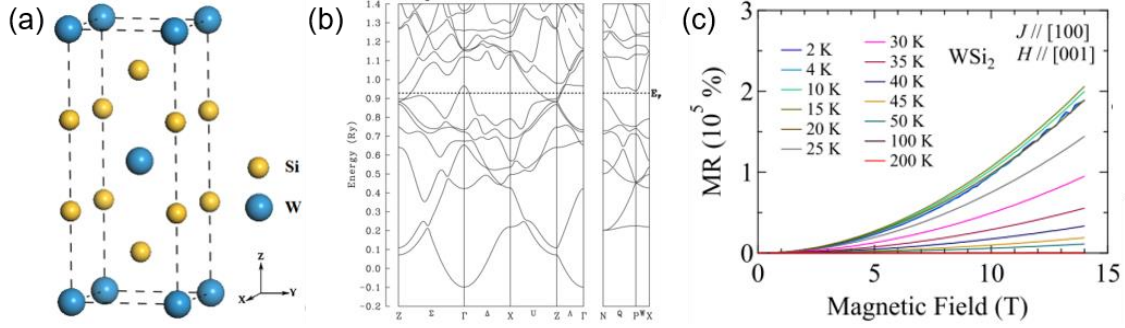 (a)
Si
W
Z
X
Y
(b)
Energy (Ry)
1.4
1.3
1.2
1.1
1.0
0.9
0.8
0.7
0.6
0.5
0.4
0.3
0.2
0.1
0.0
-0.1
-0.2
E_F
Z Σ Γ Δ X U Z Λ Γ N Q P W X
(c)
MR (10⁵ %)
3
2
1
0
2 K
4 K
10 K
15 K
20 K
25 K
30 K
35 K
40 K
45 K
50 K
100 K
200 K
WSi₂
J // [100]
H // [001]
0 5 10 15
Magnetic Field (T)